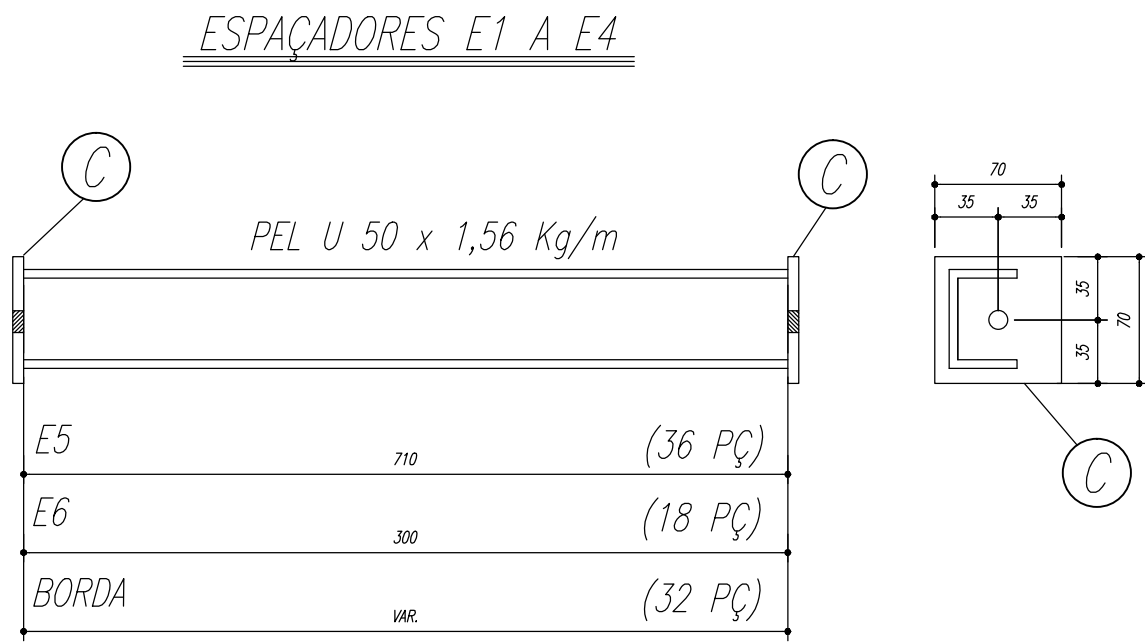 ESPAÇADORES E1 A E4
C
C
PEL U 50 x 1,56 Kg/m
70
35 35
35
70
35
C
E5 710 (36 PÇ)
E6 300 (18 PÇ)
BORDA VAR. (32 PÇ)